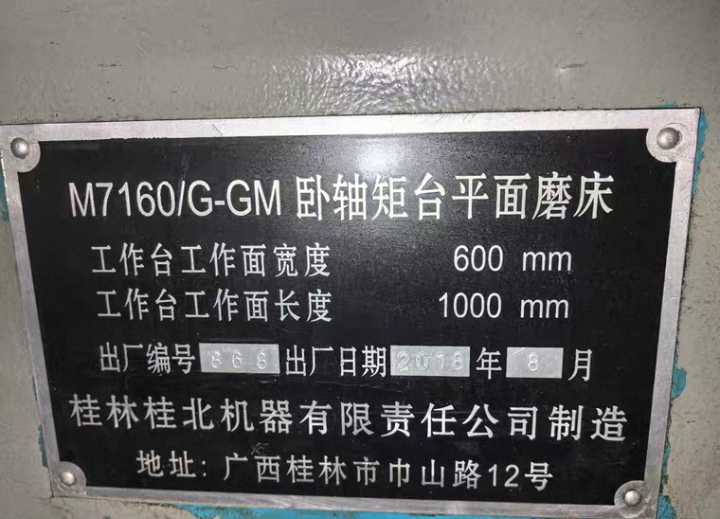 M7160/G-GM 卧轴矩台平面磨床
工作台工作面宽度 600 mm
工作台工作面长度 1000 mm
出厂编号 868 出厂日期 2018 年 8 月
桂林桂北机器有限责任公司制造
地址: 广西桂林市巾山路12号